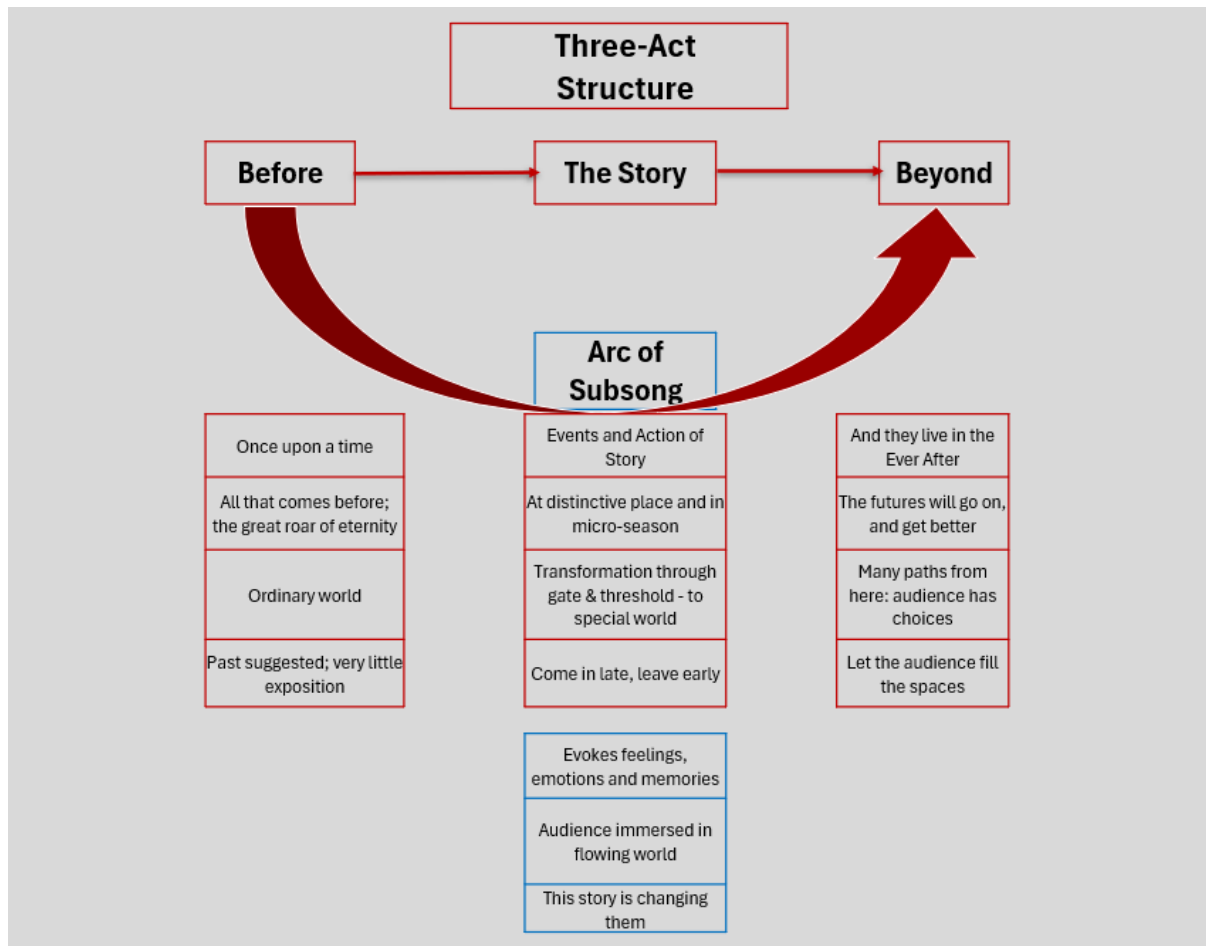 Three-Act
Structure
Before
The Story
Beyond
Arc of
Subsong
Once upon a time
All that comes before;
the great roar of eternity
Ordinary world
Past suggested; very little
exposition
Events and Action of
Story
At distinctive place and in
micro-season
Transformation through
gate & threshold - to
special world
Come in late, leave early
And they live in the
Ever After
The futures will go on,
and get better
Many paths from
here: audience has
choices
Let the audience fill
the spaces
Evokes feelings,
emotions and memories
Audience immersed in
flowing world
This story is changing
them